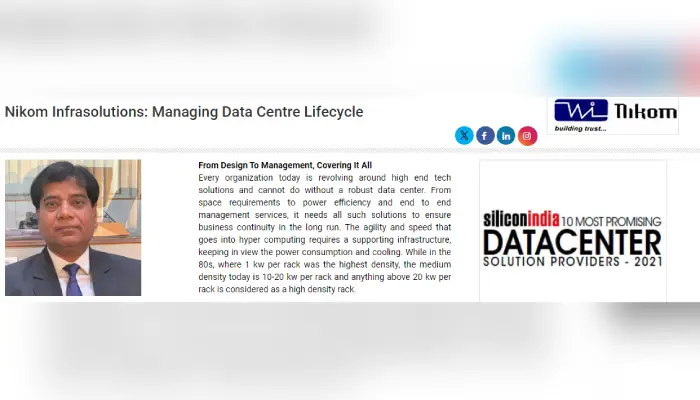 Nikom Infrasolutions: Managing Data Centre Lifecycle
Nikom
building trust...
From Design To Management, Covering It All
Every organization today is revolving around high end tech
solutions and cannot do without a robust data center. From
space requirements to power efficiency and end to end
management services, it needs all such solutions to ensure
business continuity in the long run. The agility and speed that
goes into hyper computing requires a supporting infrastructure,
keeping in view the power consumption and cooling. While in the
80s, where 1 kw per rack was the highest density, the medium
density today is 10-20 kw per rack and anything above 20 kw per
rack is considered as a high density rack.
siliconindia 10 MOST PROMISING
DATACENTER
SOLUTION PROVIDERS - 2021